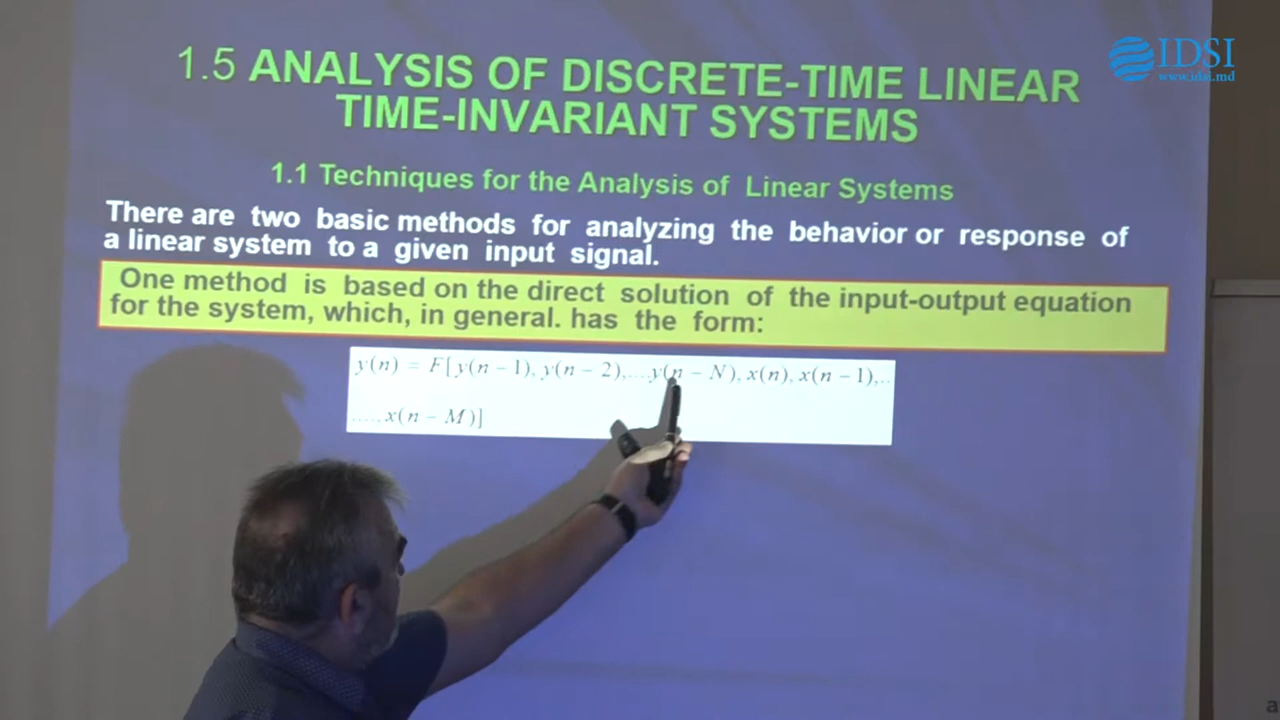 IDSI
www.idsi.md
1.5 ANALYSIS OF DISCRETE-TIME LINEAR
TIME-INVARIANT SYSTEMS
1.1 Techniques for the Analysis of Linear Systems
There are two basic methods for analyzing the behavior or response of
a linear system to a given input signal.
One method is based on the direct solution of the input-output equation
for the system, which, in general. has the form:
y(n) = F[y(n − 1), y(n − 2),....y(n − N), x(n), x(n − 1),..
....., x(n − M)]
a